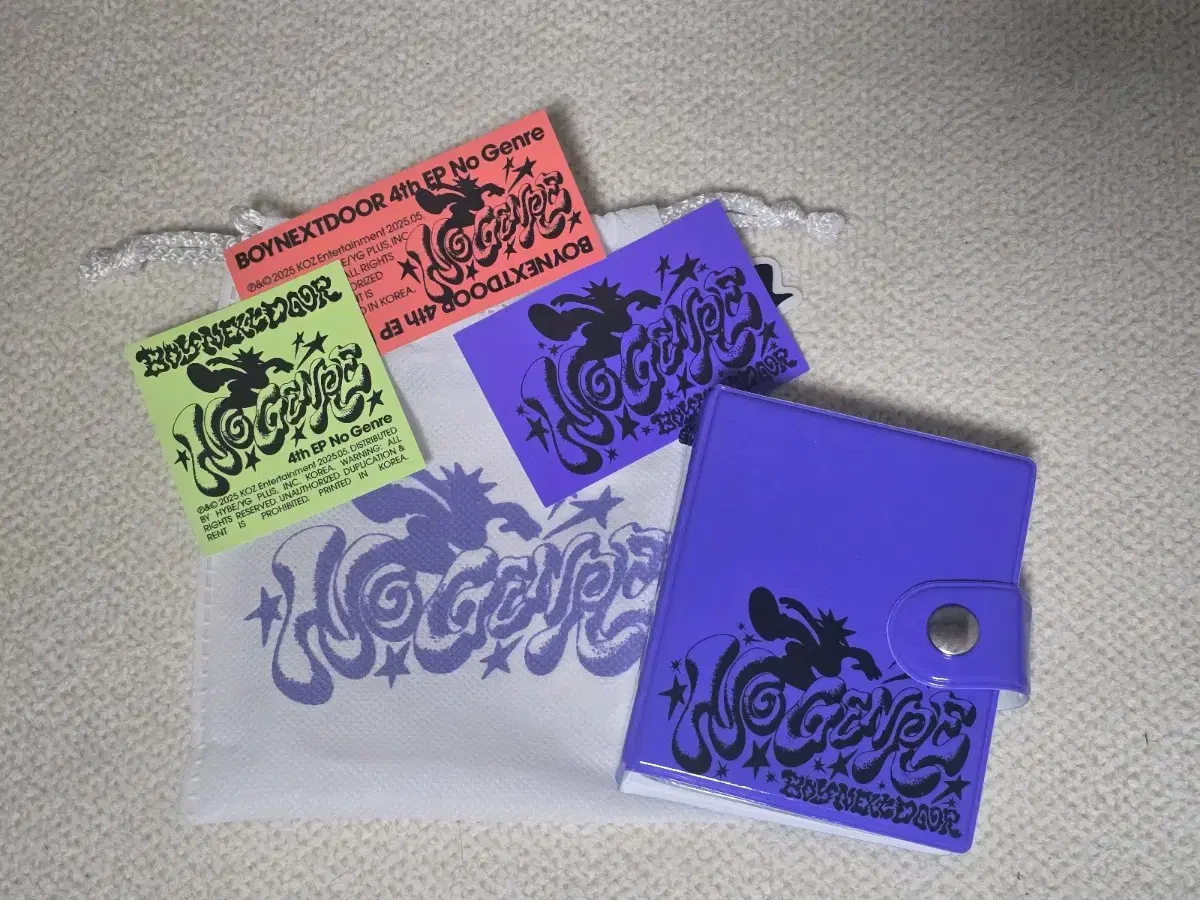 BOYNEXTDOOR 4th EP No Genre
℗&© 2025 KOZ Entertainment 2025.05.
BE/YG PLUS, INC
ALL RIGHTS
ORIZED
T IS
D IN KOREA.
NO GENRE
BOYNEXTDOOR 4th EP
BOYNEXTDOOR
NO GENRE
4th EP No Genre
℗&© 2025 KOZ Entertainment 2025.05. DISTRIBUTED
BY HYBE/YG PLUS, INC. KOREA. WARNING: ALL
RIGHTS RESERVED UNAUTHORIZED DUPLICATION &
RENT IS PROHIBITED. PRINTED IN KOREA.
NO GENRE
BOYNEXTDOOR
NO GENRE
NO GENRE
BOYNEXTDOOR